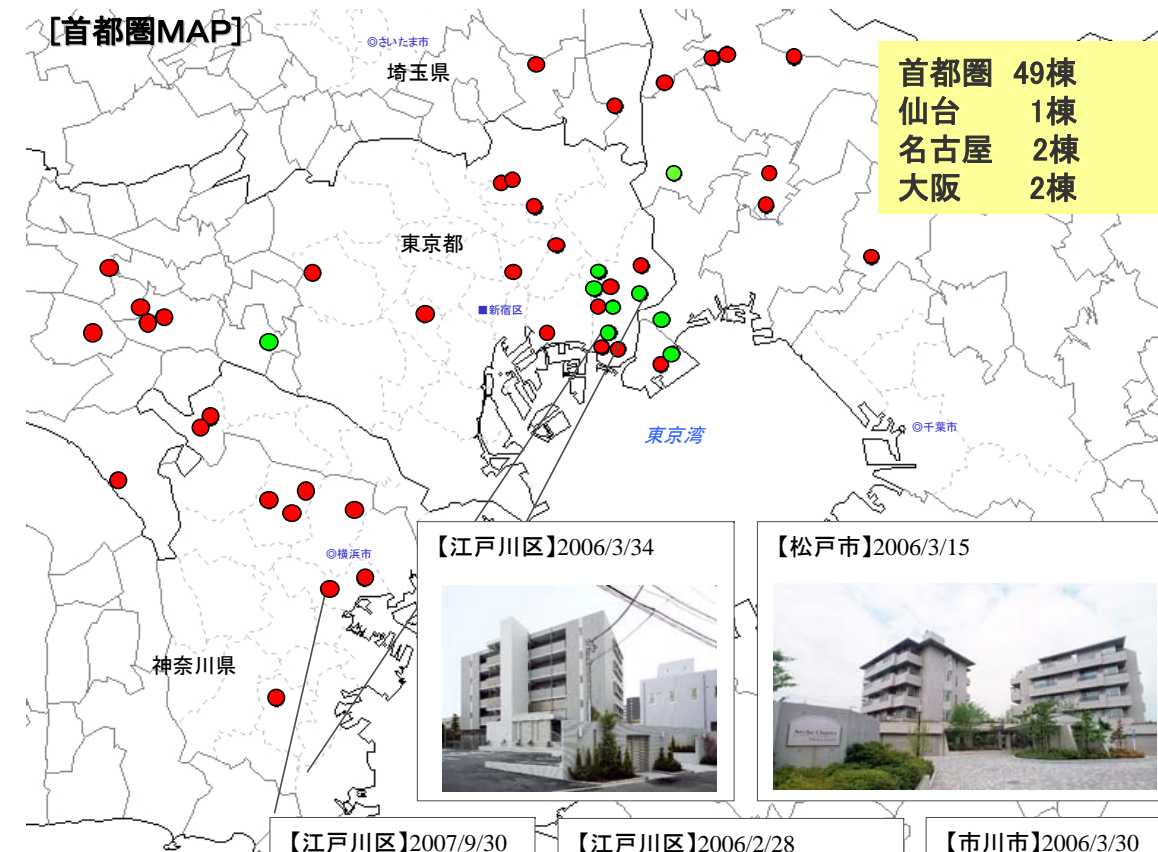 [首都圏MAP]
◎さいたま市
埼玉県
首都圏 49棟
仙台 1棟
名古屋 2棟
大阪 2棟
東京都
■新宿区
東京湾
◎千葉市
◎横浜市
神奈川県
【江戸川区】2006/3/34
【松戸市】2006/3/15
【江戸川区】2007/9/30
【江戸川区】2006/2/28
【市川市】2006/3/30